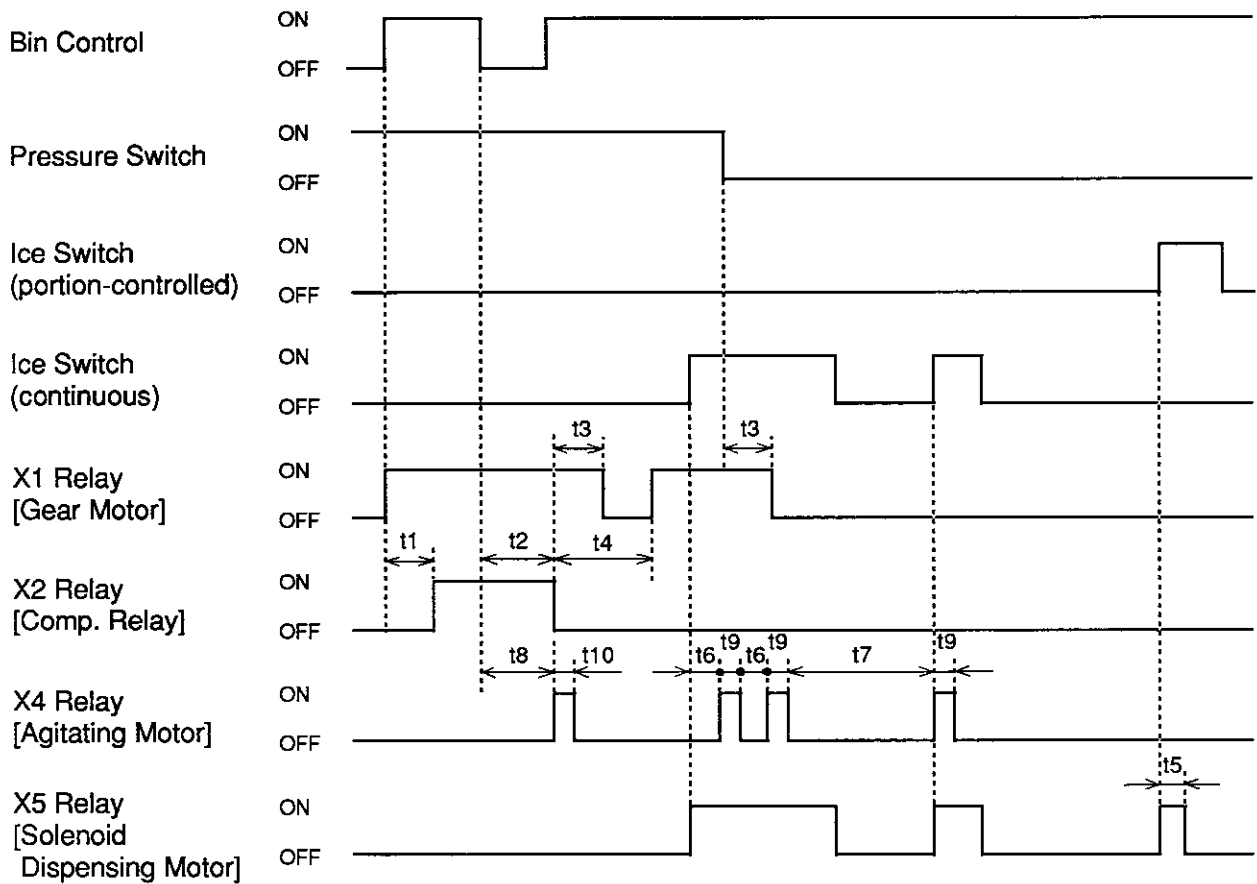 Bin Control
ON
OFF
Pressure Switch
ON
OFF
Ice Switch
(portion-controlled)
ON
OFF
Ice Switch
(continuous)
ON
OFF
t3
t3
X1 Relay
[Gear Motor]
ON
OFF
t1
t2
t4
X2 Relay
[Comp. Relay]
ON
OFF
t8
t10
t6
t9
t6
t9
t7
t9
X4 Relay
[Agitating Motor]
ON
OFF
t5
X5 Relay
[Solenoid
Dispensing Motor]
ON
OFF